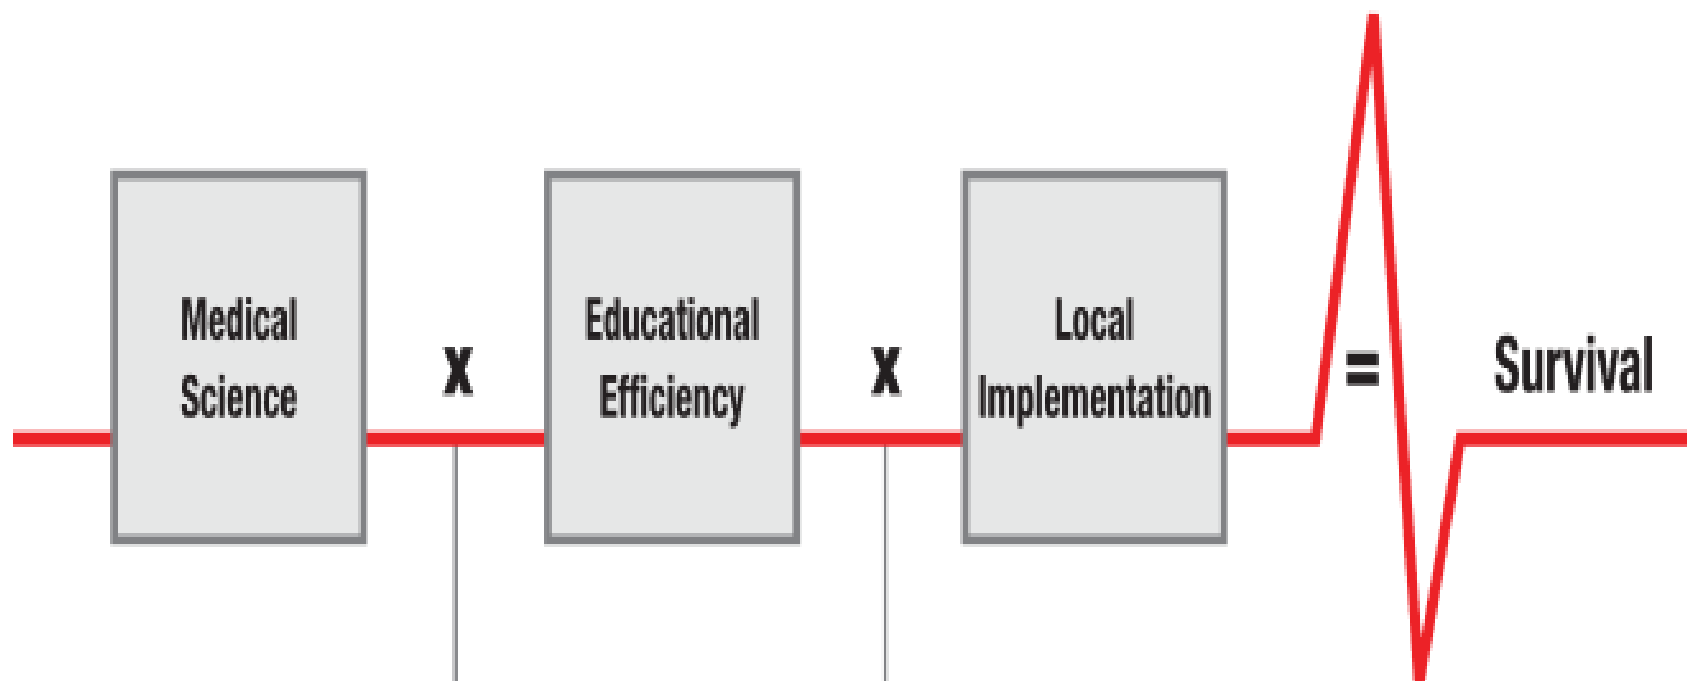 Medical
Science
x
Educational
Efficiency
x
Local
Implementation
=
Survival